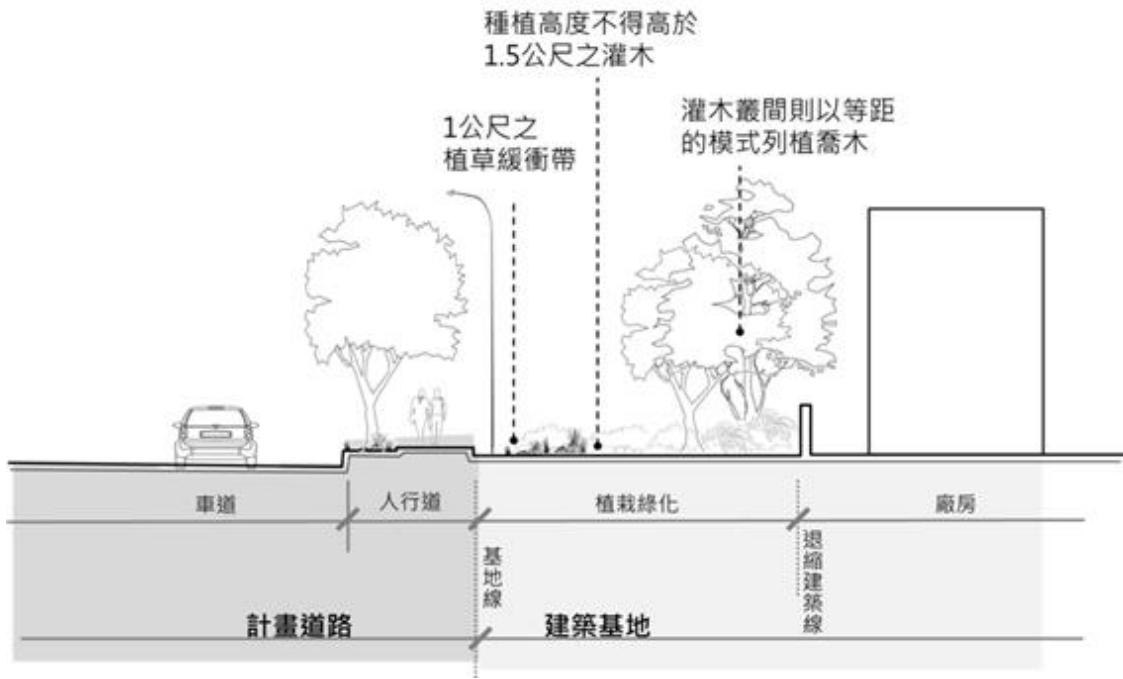 種植高度不得高於
1.5公尺之灌木
灌木叢間則以等距
的模式列植喬木
1公尺之
植草緩衝帶
車道
人行道
植栽綠化
廠房
基地線
退縮建築線
計畫道路
建築基地